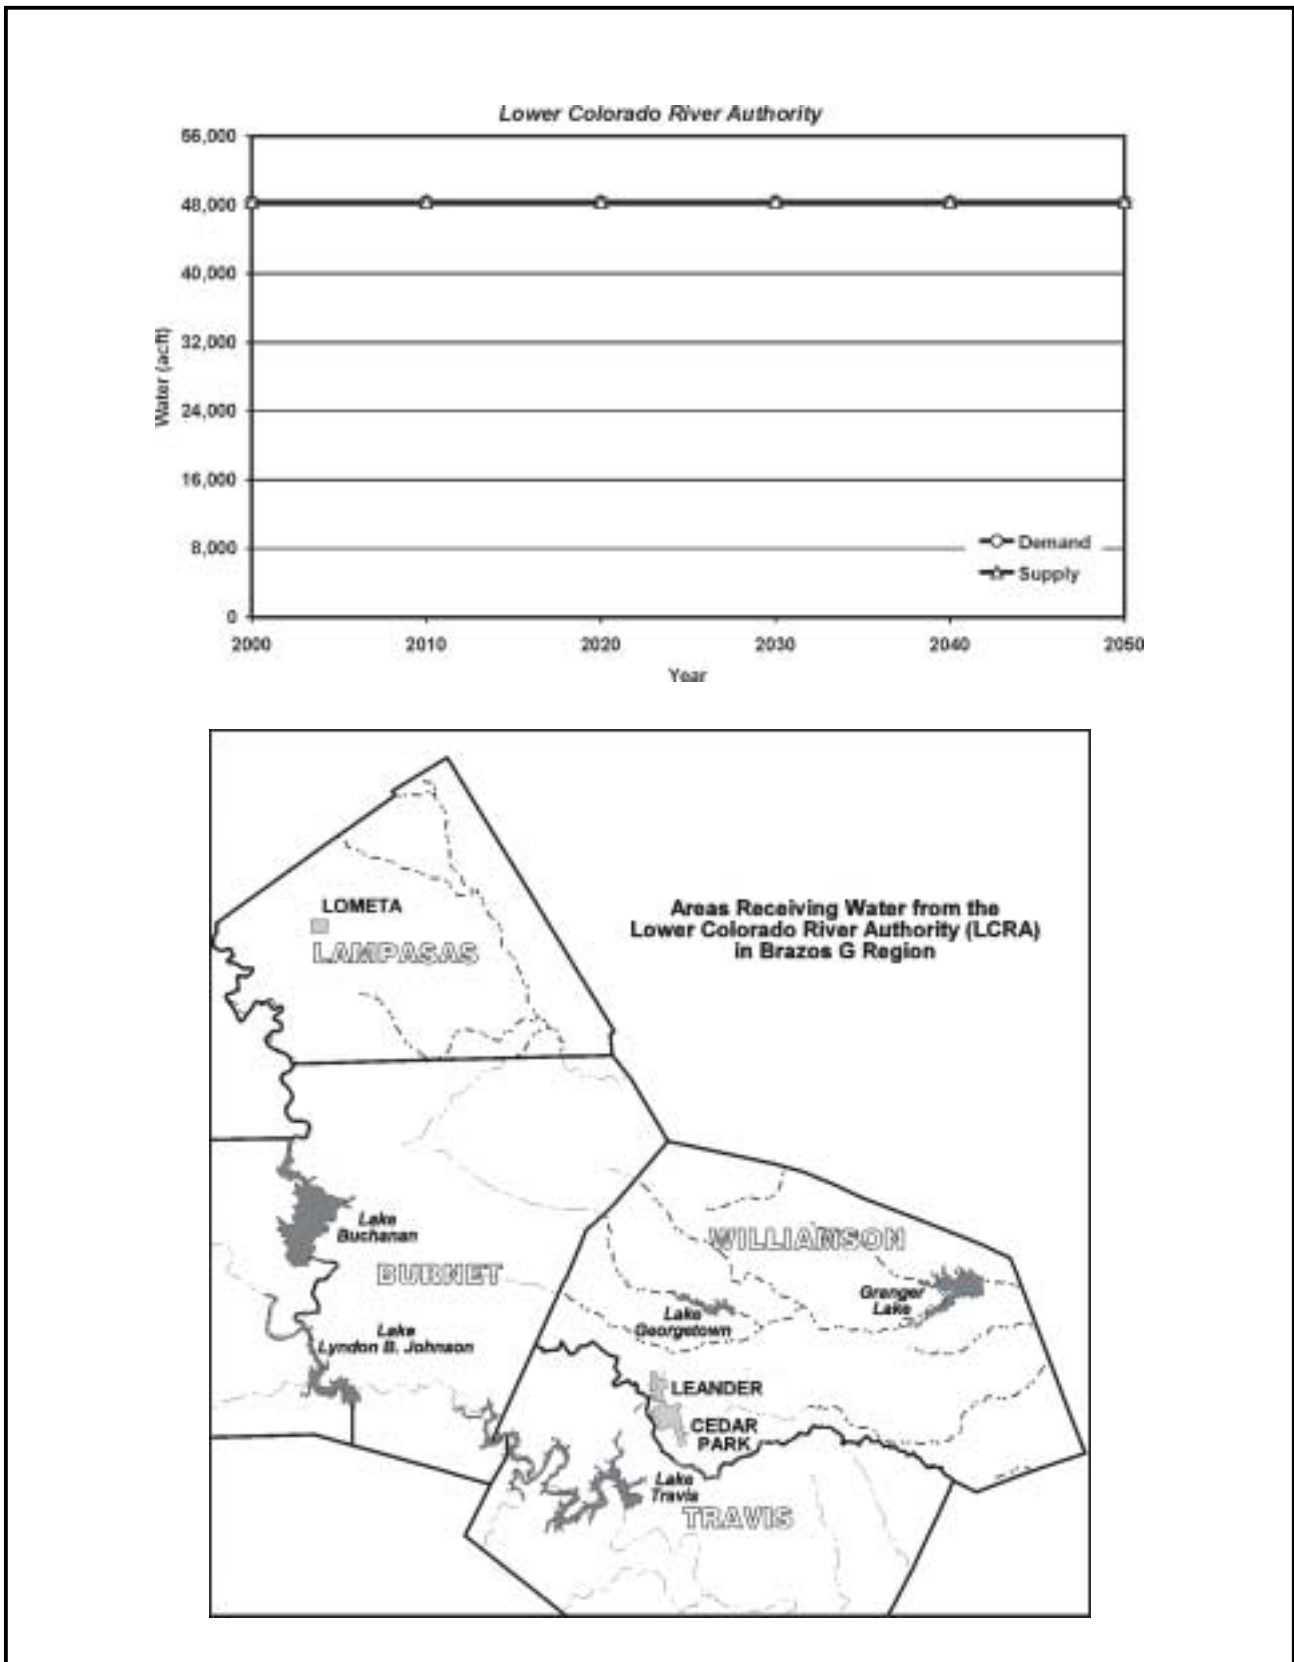 Lower Colorado River Authority
56,000
48,000
40,000
32,000
24,000
16,000
8,000
0
Water (acft)
Demand
Supply
2000 2010 2020 2030 2040 2050
Year
Areas Receiving Water from the
Lower Colorado River Authority (LCRA)
in Brazos G Region
LOMETA
LAMPASAS
Lake
Buchanan
BURNET
Lake
Lyndon B. Johnson
WILLIAMSON
Granger
Lake
Lake
Georgetown
LEANDER
CEDAR
PARK
Lake
Travis
TRAVIS